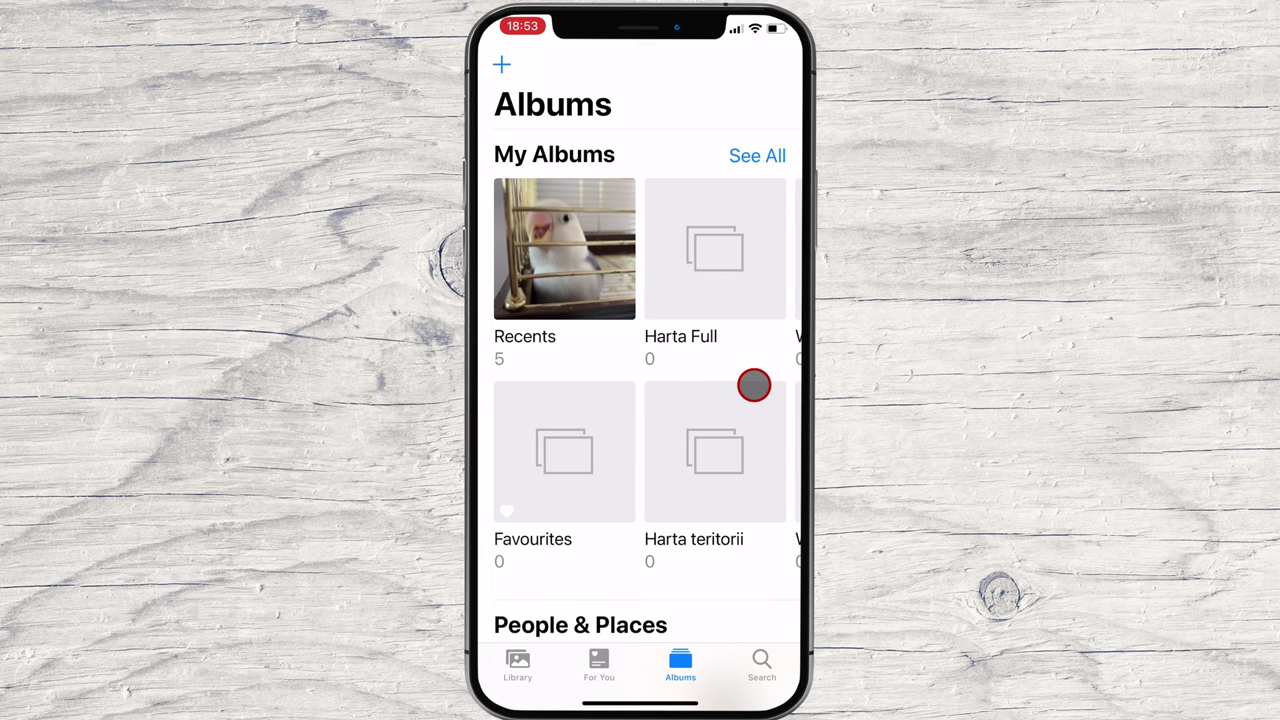 18:53
Albums
My Albums See All
Recents Harta Full
5 0
Favourites Harta teritorii
0 0
People & Places
Library For You Albums Search